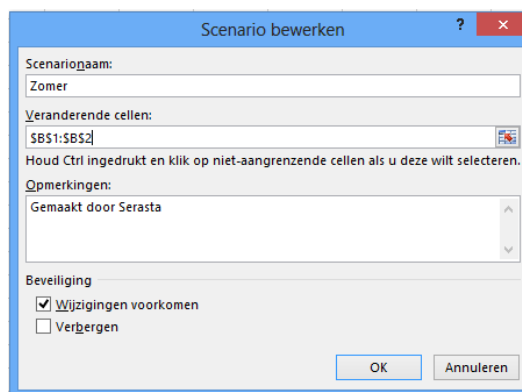 Scenario bewerken
?
×
Scenarionaam:
Zomer
Veranderende cellen:
$B$1:$B$2
Houd Ctrl ingedrukt en klik op niet-aangrenzende cellen als u deze wilt selecteren.
Opmerkingen:
Gemaakt door Serasta
Beveiliging
Wijzigingen voorkomen
Verbergen
OK Annuleren